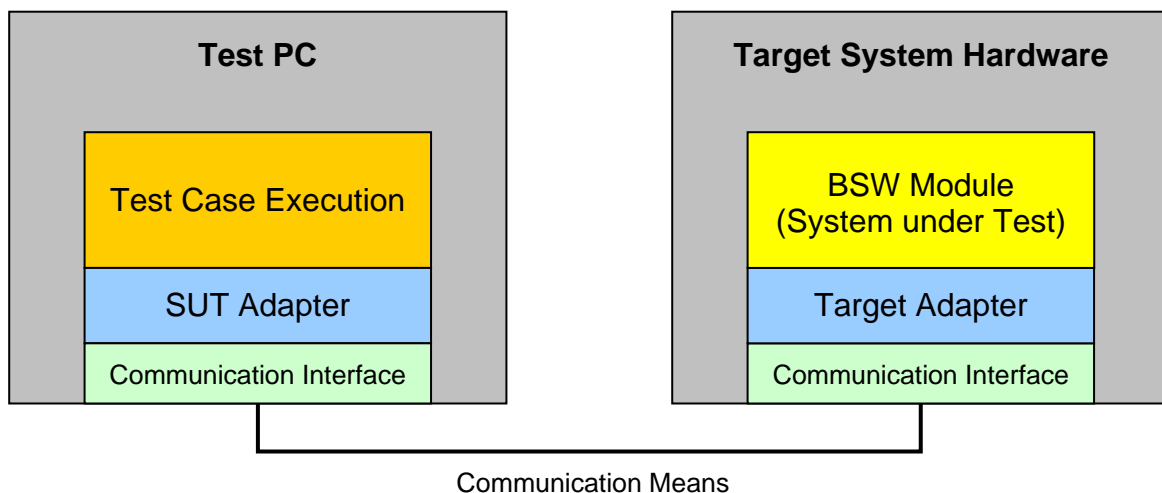 Test PC
Test Case Execution
SUT Adapter
Communication Interface
Target System Hardware
BSW Module
(System under Test)
Target Adapter
Communication Interface
Communication Means